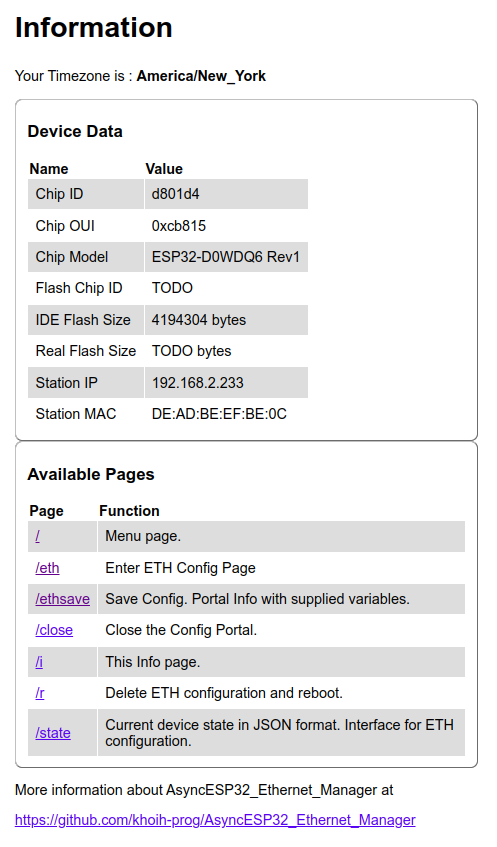 Information
Your Timezone is : America/New_York
Device Data
Name Value
Chip ID d801d4
Chip OUI 0xcb815
Chip Model ESP32-D0WDQ6 Rev1
Flash Chip ID TODO
IDE Flash Size 4194304 bytes
Real Flash Size TODO bytes
Station IP 192.168.2.233
Station MAC DE:AD:BE:EF:BE:0C
Available Pages
Page Function
/ Menu page.
/eth Enter ETH Config Page
/ethsave Save Config. Portal Info with supplied variables.
/close Close the Config Portal.
/i This Info page.
/r Delete ETH configuration and reboot.
/state Current device state in JSON format. Interface for ETH
configuration.
More information about AsyncESP32_Ethernet_Manager at
https://github.com/khoih-prog/AsyncESP32_Ethernet_Manager